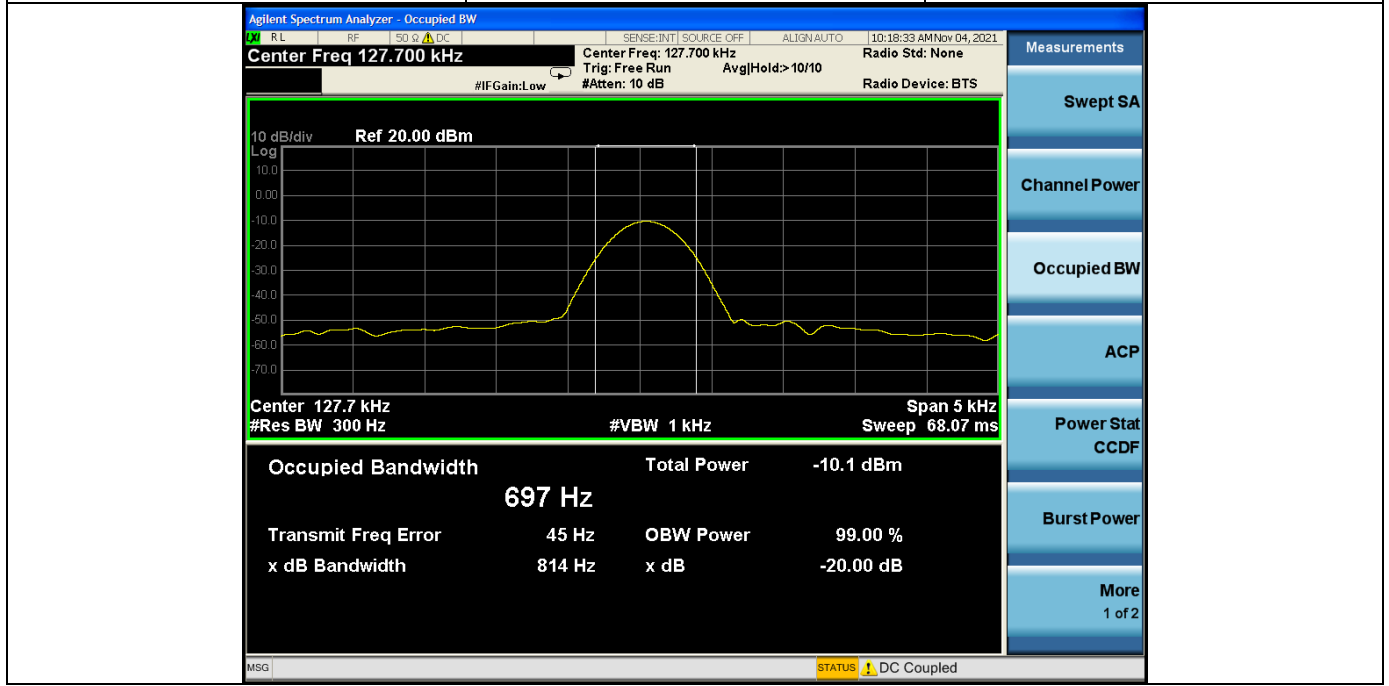 Agilent Spectrum Analyzer - Occupied BW
LXI RL RF 50 Ω DC SENSE:INT SOURCE OFF ALIGN AUTO 10:18:33 AM Nov 04, 2021
Center Freq 127.700 kHz
Center Freq: 127.700 kHz Radio Std: None
Trig: Free Run Avg|Hold:>10/10
#IFGain:Low #Atten: 10 dB Radio Device: BTS
10 dB/div Ref 20.00 dBm
Log
10.0
0.00
-10.0
-20.0
-30.0
-40.0
-50.0
-60.0
-70.0
Center 127.7 kHz Span 5 kHz
#Res BW 300 Hz #VBW 1 kHz Sweep 68.07 ms
Occupied Bandwidth Total Power -10.1 dBm
697 Hz
Transmit Freq Error 45 Hz OBW Power 99.00 %
x dB Bandwidth 814 Hz x dB -20.00 dB
MSG STATUS DC Coupled
Measurements
Swept SA
Channel Power
Occupied BW
ACP
Power Stat
CCDF
Burst Power
More
1 of 2